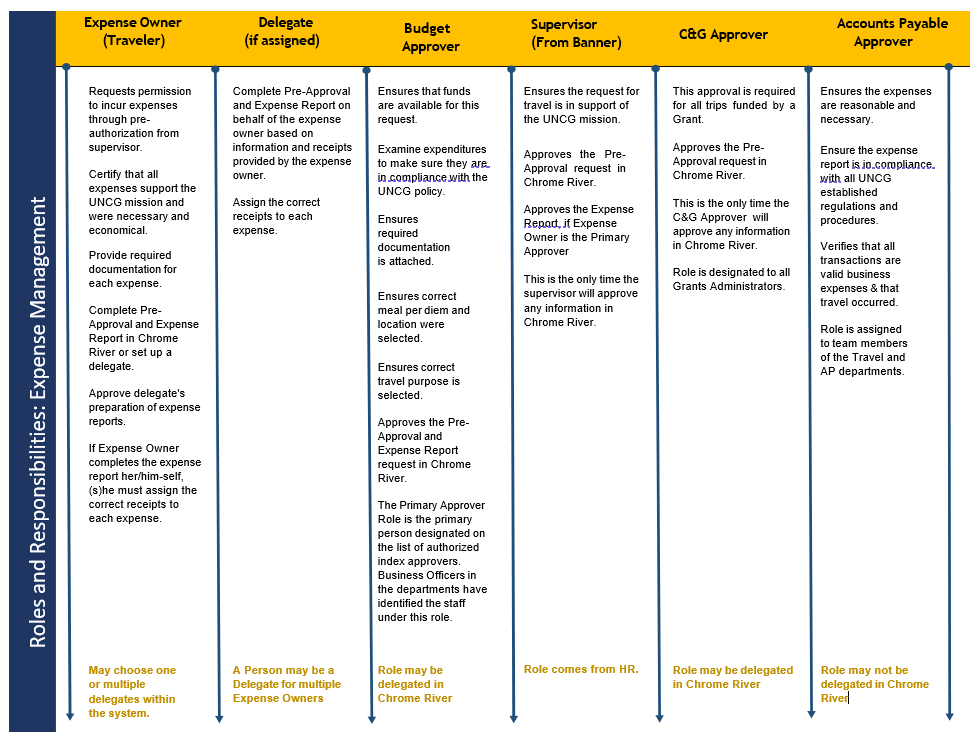 Roles and Responsibilities: Expense Management
Expense Owner
(Traveler)
Requests permission
to incur expenses
through pre-
authorization from
supervisor.
Certify that all
expenses support the
UNCG mission and
were necessary and
economical.
Provide required
documentation for
each expense.
Complete Pre-
Approval and Expense
Report in Chrome
River or set up a
delegate.
Approve delegate's
preparation of expense
reports.
If Expense Owner
completes the expense
report her/him-self,
(s)he must assign the
correct receipts to
each expense.
May choose one
or multiple
delegates within
the system.
Delegate
(if assigned)
Complete Pre-Approval
and Expense Report on
behalf of the expense
owner based on
information and receipts
provided by the expense
owner.
Assign the correct
receipts to each
expense.
A Person may be a
Delegate for multiple
Expense Owners
Budget
Approver
Ensures that funds
are available for this
request.
Examine expenditures
to make sure they are
in compliance with the
UNCG policy.
Ensures
required
documentation
is attached.
Ensures correct
meal per diem and
location were
selected.
Ensures correct
travel purpose is
selected.
Approves the Pre-
Approval and
Expense Report
request in Chrome
River.
The Primary Approver
Role is the primary
person designated on
the list of authorized
index approvers.
Business Officers in
the departments have
identified the staff
under this role.
Role may be
delegated in
Chrome River
Supervisor
(From Banner)
Ensures the request for
travel is in support of
the UNCG mission.
Approves the Pre-
Approval request in
Chrome River.
Approves the Expense
Report, if Expense
Owner is the Primary
Approver
This is the only time the
supervisor will approve
any information in
Chrome River.
Role comes from HR.
C&G Approver
This approval is required
for all trips funded by a
Grant.
Approves the Pre-
Approval request in
Chrome River.
This is the only time the
C&G Approver will
approve any information
in Chrome River.
Role is designated to all
Grants Administrators.
Role may be delegated
in Chrome River
Accounts Payable
Approver
Ensures the expenses
are reasonable and
necessary.
Ensure the expense
report is in compliance
with all UNCG
established
regulations and
procedures.
Verifies that all
transactions are
valid business
expenses & that
travel occurred.
Role is assigned
to team members
of the Travel and
AP departments.
Role may not be
delegated in Chrome
River